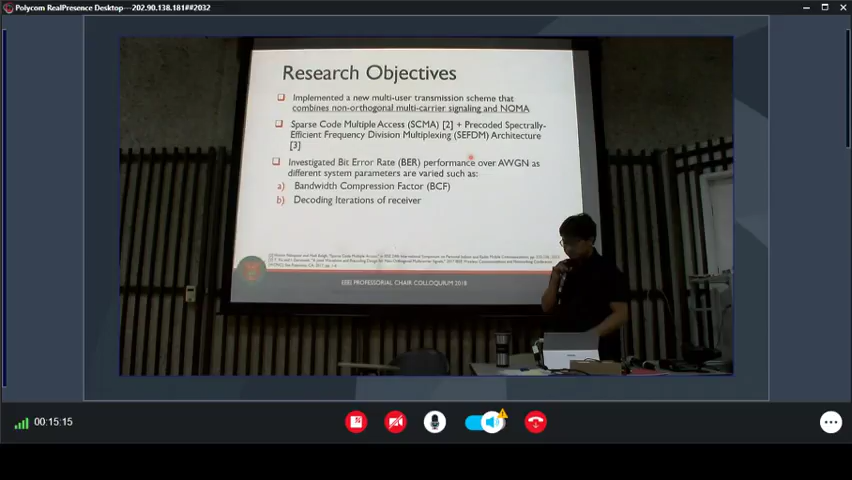 Polycom RealPresence Desktop-202.90.138.181##2032
Research Objectives
Implemented a new multi-user transmission scheme that
combines non-orthogonal multi-carrier signaling and NOMA
Sparse Code Multiple Access (SCMA) [2] + Precoded Spectrally-
Efficient Frequency Division Multiplexing (SEFDM) Architecture
[3]
Investigated Bit Error Rate (BER) performance over AWGN as
different system parameters are varied such as:
a) Bandwidth Compression Factor (BCF)
b) Decoding Iterations of receiver
EEEI PROFESSORIAL CHAIR COLLOQUIUM 2018
00:15:15